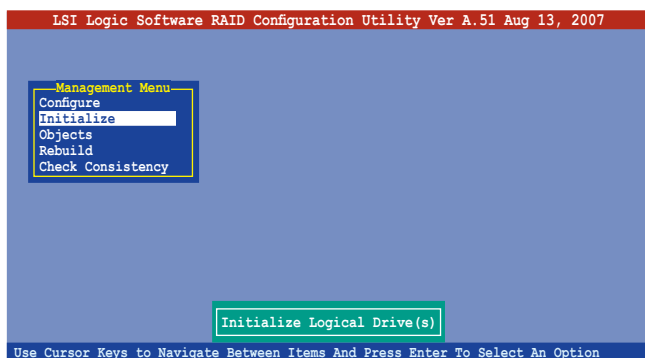 LSI Logic Software RAID Configuration Utility Ver A.51 Aug 13, 2007
Management Menu
Configure
Initialize
Objects
Rebuild
Check Consistency
Initialize Logical Drive(s)
Use Cursor Keys to Navigate Between Items And Press Enter To Select An Option